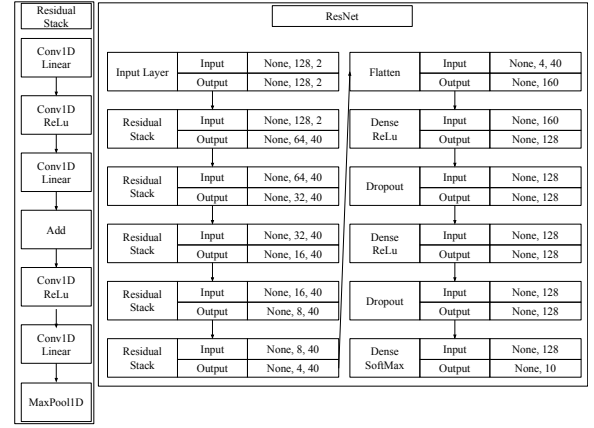 Residual
Stack
Conv1D
Linear
Conv1D
ReLu
Conv1D
Linear
Add
Conv1D
ReLu
Conv1D
Linear
MaxPool1D
ResNet
Input Layer
Input
None, 128, 2
Output
None, 128, 2
Residual
Stack
Input
None, 128, 2
Output
None, 64, 40
Residual
Stack
Input
None, 64, 40
Output
None, 32, 40
Residual
Stack
Input
None, 32, 40
Output
None, 16, 40
Residual
Stack
Input
None, 16, 40
Output
None, 8, 40
Residual
Stack
Input
None, 8, 40
Output
None, 4, 40
Flatten
Input
None, 4, 40
Output
None, 160
Dense
ReLu
Input
None, 160
Output
None, 128
Dropout
Input
None, 128
Output
None, 128
Dense
ReLu
Input
None, 128
Output
None, 128
Dropout
Input
None, 128
Output
None, 128
Dense
SoftMax
Input
None, 128
Output
None, 10